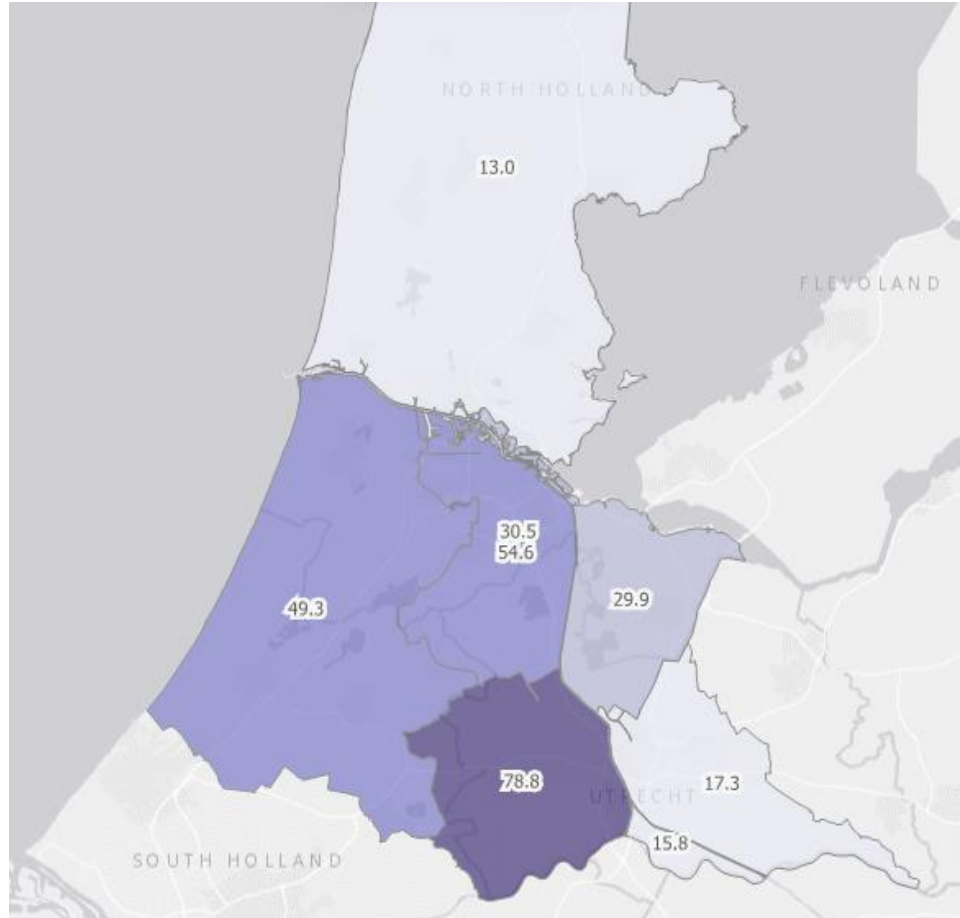 NORTH HOLLAND
13.0
FLEVOLAND
30.5
54.6
49.3
29.9
78.8
17.3
UTRECHT
15.8
SOUTH HOLLAND